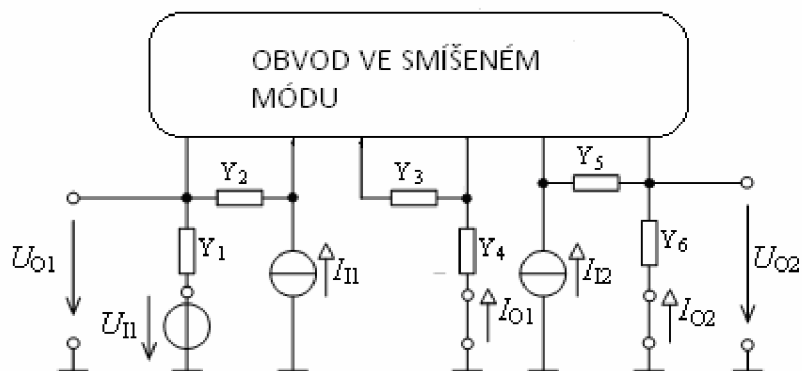 OBVOD VE SMÍŠENÉM
MÓDU
Y2
Y3
Y5
Y1
Y4
Y6
UO1
UI1
II1
IO1
II2
IO2
UO2